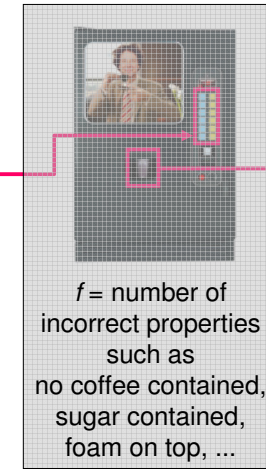 f = number of
incorrect properties
such as
no coffee contained,
sugar contained,
foam on top, ...